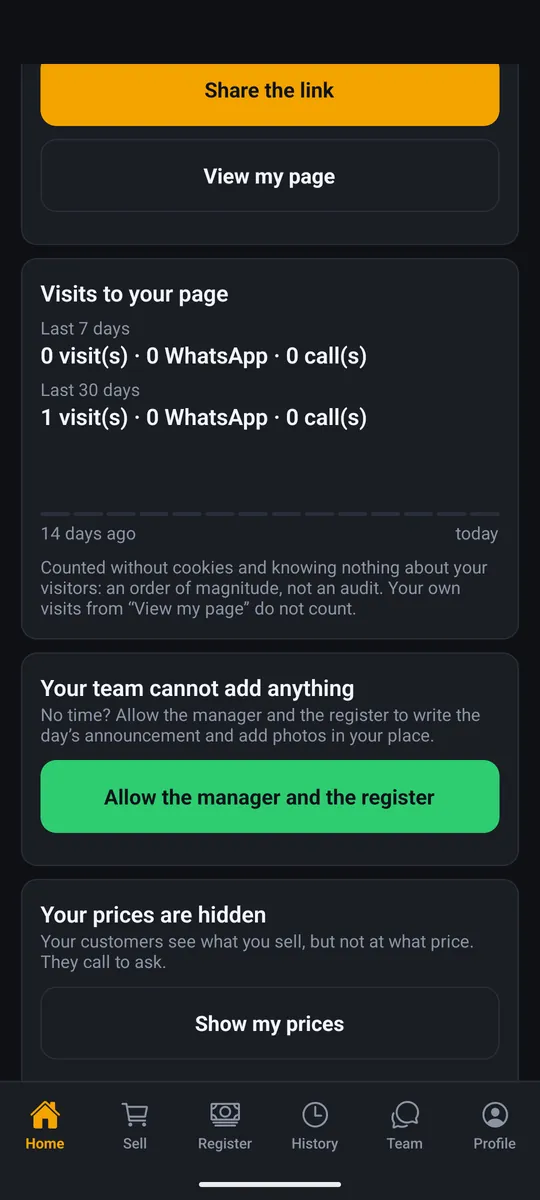 Share the link
View my page
Visits to your page
Last 7 days
0 visit(s) · 0 WhatsApp · 0 call(s)
Last 30 days
1 visit(s) · 0 WhatsApp · 0 call(s)
14 days ago
today
Counted without cookies and knowing nothing about your
visitors: an order of magnitude, not an audit. Your own
visits from “View my page” do not count.
Your team cannot add anything
No time? Allow the manager and the register to write the
day’s announcement and add photos in your place.
Allow the manager and the register
Your prices are hidden
Your customers see what you sell, but not at what price.
They call to ask.
Show my prices
Home
Sell
Register
History
Team
Profile